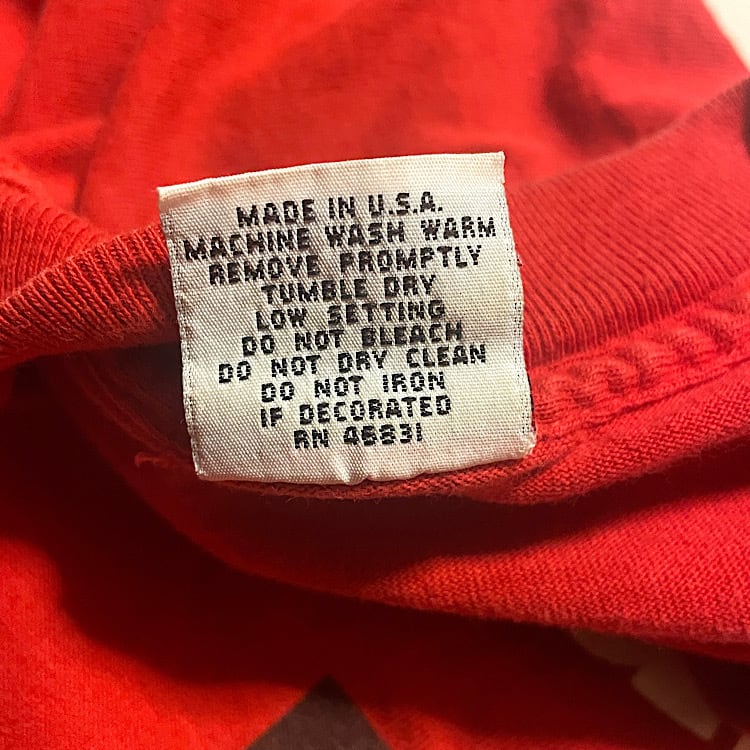 MADE IN U.S.A.
MACHINE WASH WARM
REMOVE PROMPTLY
TUMBLE DRY
LOW SETTING
DO NOT BLEACH
DO NOT DRY CLEAN
DO NOT IRON
IF DECORATED
RN 46831